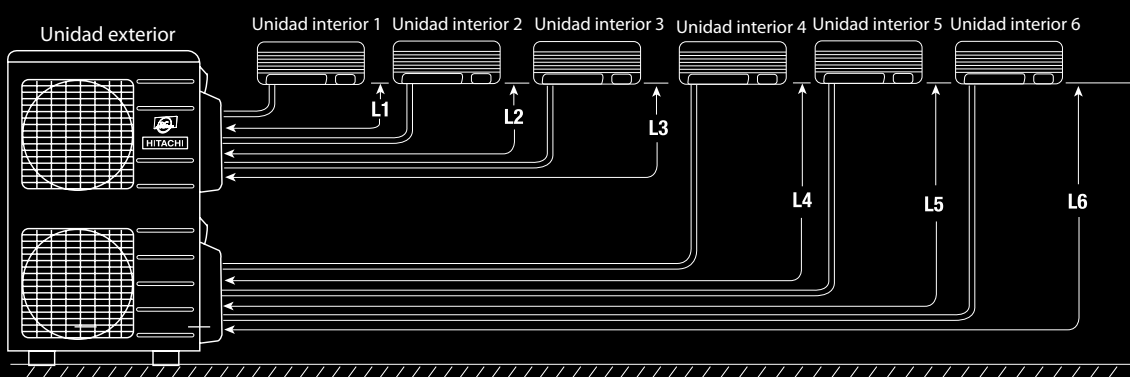 Unidad exterior
Unidad interior 1
Unidad interior 2
Unidad interior 3
Unidad interior 4
Unidad interior 5
Unidad interior 6
L1
L2
L3
L4
L5
L6
HITACHI